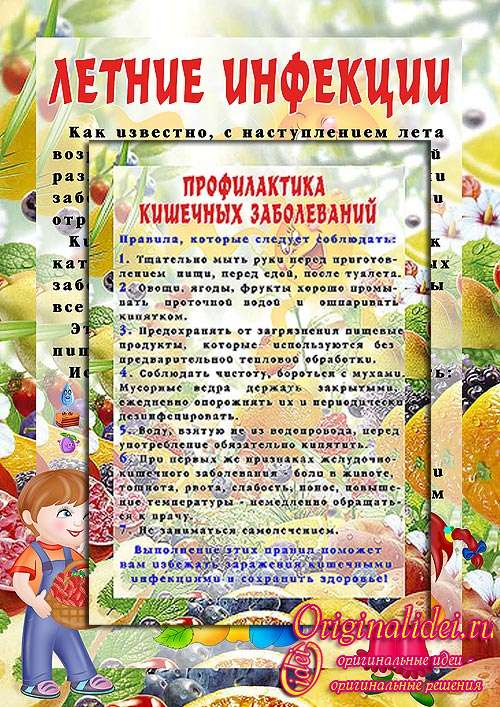 ЛЕТНИЕ ИНФЕКЦИИ
Как известно, с наступлением лета
ПРОФИЛАКТИКА
КИШЕЧНЫХ ЗАБОЛЕВАНИЙ
Правила, которые следует соблюдать:
1. Тщательно мыть руки перед приготов-
лением пищи, перед едой, после туалета.
2. Овощи, ягоды, фрукты хорошо промы-
вать проточной водой и ошпаривать
кипятком.
3. Предохранять от загрязнения пищевые
продукты, которые используются без
предварительной тепловой обработки.
4. Соблюдать чистоту, бороться с мухами.
Мусорные ведра держать закрытыми,
ежедневно опорожнять их и периодически
дезинфецировать.
5. Воду, взятую не из водопровода, перед
употребление обязательно кипятить.
6. При первых же признаках желудочно-
кишечного заболевания - боли в животе,
тошнота, рвота, слабость, понос, повыше-
ние температуры - немедленно обращать-
ся к врачу.
7. Не заниматься самолечением.
Выполнение этих правил поможет
вам избежать заражения кишечными
инфекциями и сохранить здоровье!
Originalidei.ru
оригинальные идеи -
оригинальные решения